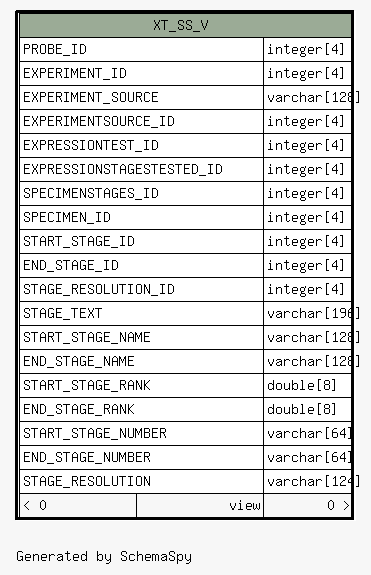 XT_SS_V
PROBE_ID integer[4]
EXPERIMENT_ID integer[4]
EXPERIMENT_SOURCE varchar[128]
EXPERIMENTSOURCE_ID integer[4]
EXPRESSIONTEST_ID integer[4]
EXPRESSIONSTAGESTESTED_ID integer[4]
SPECIMENSTAGES_ID integer[4]
SPECIMEN_ID integer[4]
START_STAGE_ID integer[4]
END_STAGE_ID integer[4]
STAGE_RESOLUTION_ID integer[4]
STAGE_TEXT varchar[196]
START_STAGE_NAME varchar[128]
END_STAGE_NAME varchar[128]
START_STAGE_RANK double[8]
END_STAGE_RANK double[8]
START_STAGE_NUMBER varchar[64]
END_STAGE_NUMBER varchar[64]
STAGE_RESOLUTION varchar[124]
< 0 view 0 >
Generated by SchemaSpy